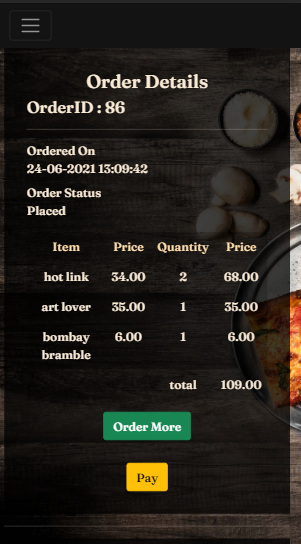 Order Details
OrderID : 86
Ordered On
24-06-2021 13:09:42
Order Status
Placed
Item Price Quantity Price
hot link 34.00 2 68.00
art lover 35.00 1 35.00
bombay bramble 6.00 1 6.00
total 109.00
Order More
Pay